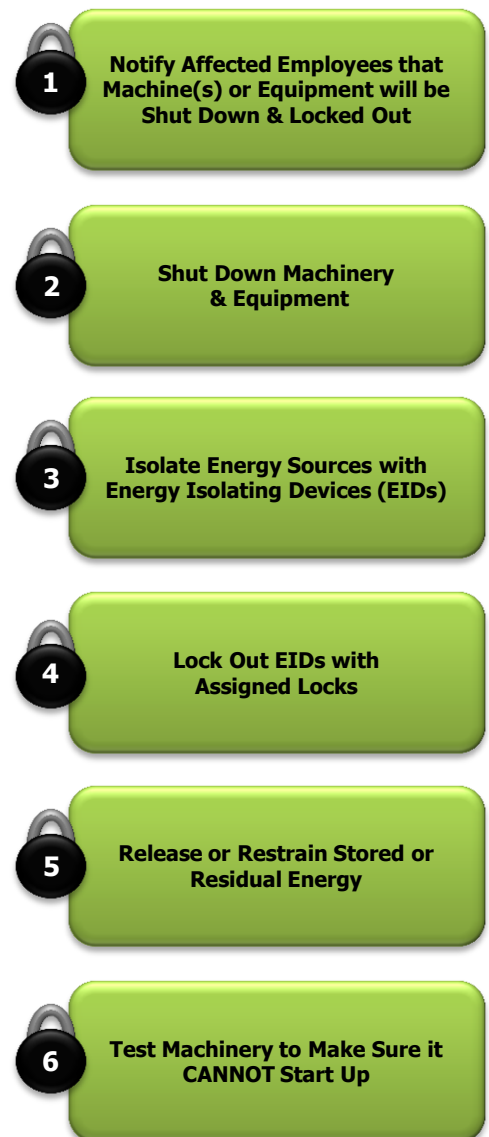 1
Notify Affected Employees that
Machine(s) or Equipment will be
Shut Down & Locked Out
2
Shut Down Machinery
& Equipment
3
Isolate Energy Sources with
Energy Isolating Devices (EIDs)
4
Lock Out EIDs with
Assigned Locks
5
Release or Restrain Stored or
Residual Energy
6
Test Machinery to Make Sure it
CANNOT Start Up